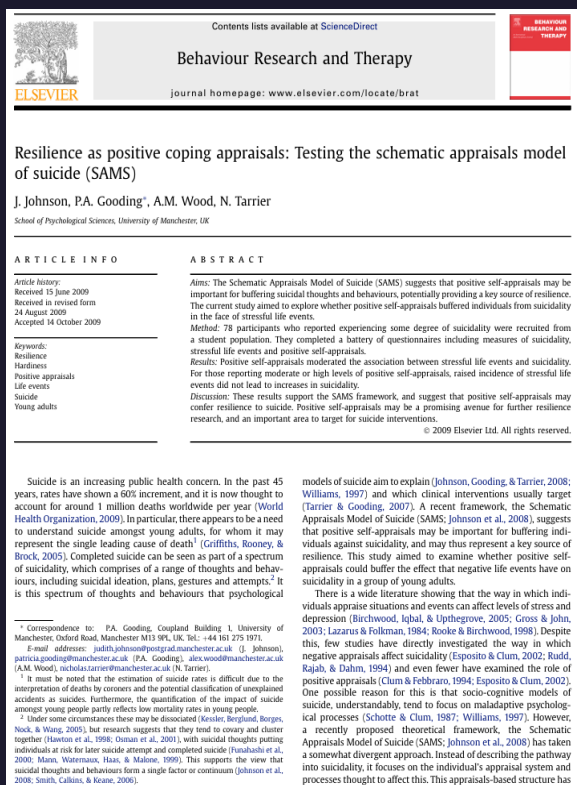 Contents lists available at ScienceDirect
Behaviour Research and Therapy
journal homepage: www.elsevier.com/locate/brat
ELSEVIER
BEHAVIOUR
RESEARCH AND
THERAPY
Resilience as positive coping appraisals: Testing the schematic appraisals model
of suicide (SAMS)
J. Johnson, P.A. Gooding*, A.M. Wood, N. Tarrier
School of Psychological Sciences, University of Manchester, UK
ARTICLE INFO
Article history:
Received 15 June 2009
Received in revised form
24 August 2009
Accepted 14 October 2009
Keywords:
Resilience
Hardiness
Positive appraisals
Life events
Suicide
Young adults
ABSTRACT
Aims: The Schematic Appraisals Model of Suicide (SAMS) suggests that positive self-appraisals may be
important for buffering suicidal thoughts and behaviours, potentially providing a key source of resilience.
The current study aimed to explore whether positive self-appraisals buffered individuals from suicidality
in the face of stressful life events.
Method: 78 participants who reported experiencing some degree of suicidality were recruited from
a student population. They completed a battery of questionnaires including measures of suicidality,
stressful life events and positive self-appraisals.
Results: Positive self-appraisals moderated the association between stressful life events and suicidality.
For those reporting moderate or high levels of positive self-appraisals, raised incidence of stressful life
events did not lead to increases in suicidality.
Discussion: These results support the SAMS framework, and suggest that positive self-appraisals may
confer resilience to suicide. Positive self-appraisals may be a promising avenue for further resilience
research, and an important area to target for suicide interventions.
© 2009 Elsevier Ltd. All rights reserved.
Suicide is an increasing public health concern. In the past 45
years, rates have shown a 60% increment, and it is now thought to
account for around 1 million deaths worldwide per year (World
Health Organization, 2009). In particular, there appears to be a need
to understand suicide amongst young adults, for whom it may
represent the single leading cause of death¹ (Griffiths, Rooney, &
Brock, 2005). Completed suicide can be seen as part of a spectrum
of suicidality, which comprises of a range of thoughts and behav-
iours, including suicidal ideation, plans, gestures and attempts.² It
is this spectrum of thoughts and behaviours that psychological
* Correspondence to: P.A. Gooding, Coupland Building 1, University of
Manchester, Oxford Road, Manchester M13 9PL, UK. Tel.: +44 161 275 1971.
E-mail addresses: judith.johnson@postgrad.manchester.ac.uk (J. Johnson),
patricia.gooding@manchester.ac.uk (P.A. Gooding), alex.wood@manchester.ac.uk
(A.M. Wood), nicholas.tarrier@manchester.ac.uk (N. Tarrier).
¹ It must be noted that the estimation of suicide rates are difficult due to the
interpretation of deaths by coroners and the potential classification of unexplained
accidents as suicides. Furthermore, the quantification of the impact of suicide
amongst young people partly reflects low mortality rates in young people.
² Under some circumstances these may be dissociated (Kessler, Berglund, Borges,
Nock, & Wang, 2005), but research suggests that they tend to covary and cluster
together (Hawton et al., 1998; Osman et al., 2001), with suicidal thoughts putting
individuals at risk for later suicide attempt and completed suicide (Funahashi et al.,
2000; Mann, Waternaux, Haas, & Malone, 1999). This supports the view that
suicidal thoughts and behaviours form a single factor or continuum (Johnson et al.,
2008; Smith, Calkins, & Keane, 2006).
models of suicide aim to explain (Johnson, Gooding, & Tarrier, 2008;
Williams, 1997) and which clinical interventions usually target
(Tarrier & Gooding, 2007). A recent framework, the Schematic
Appraisals Model of Suicide (SAMS; Johnson et al., 2008), suggests
that positive self-appraisals may be important for buffering indi-
viduals against suicidality, and may thus represent a key source of
resilience. This study aimed to examine whether positive self-
appraisals could buffer the effect that negative life events have on
suicidality in a group of young adults.
There is a wide literature showing that the way in which indi-
viduals appraise situations and events can affect levels of stress and
depression (Birchwood, Iqbal, & Upthegrove, 2005; Gross & John,
2003; Lazarus & Folkman, 1984; Rooke & Birchwood, 1998). Despite
this, few studies have directly investigated the way in which
negative appraisals affect suicidality (Esposito & Clum, 2002; Rudd,
Rajab, & Dahm, 1994) and even fewer have examined the role of
positive appraisals (Clum & Febbraro, 1994; Esposito & Clum, 2002).
One possible reason for this is that socio-cognitive models of
suicide, understandably, tend to focus on maladaptive psycholog-
ical processes (Schotte & Clum, 1987; Williams, 1997). However,
a recently proposed theoretical framework, the Schematic
Appraisals Model of Suicide (SAMS; Johnson et al., 2008) has taken
a somewhat divergent approach. Instead of describing the pathway
into suicidality, it focuses on the individual's appraisal system and
processes thought to affect this. This appraisals-based structure has